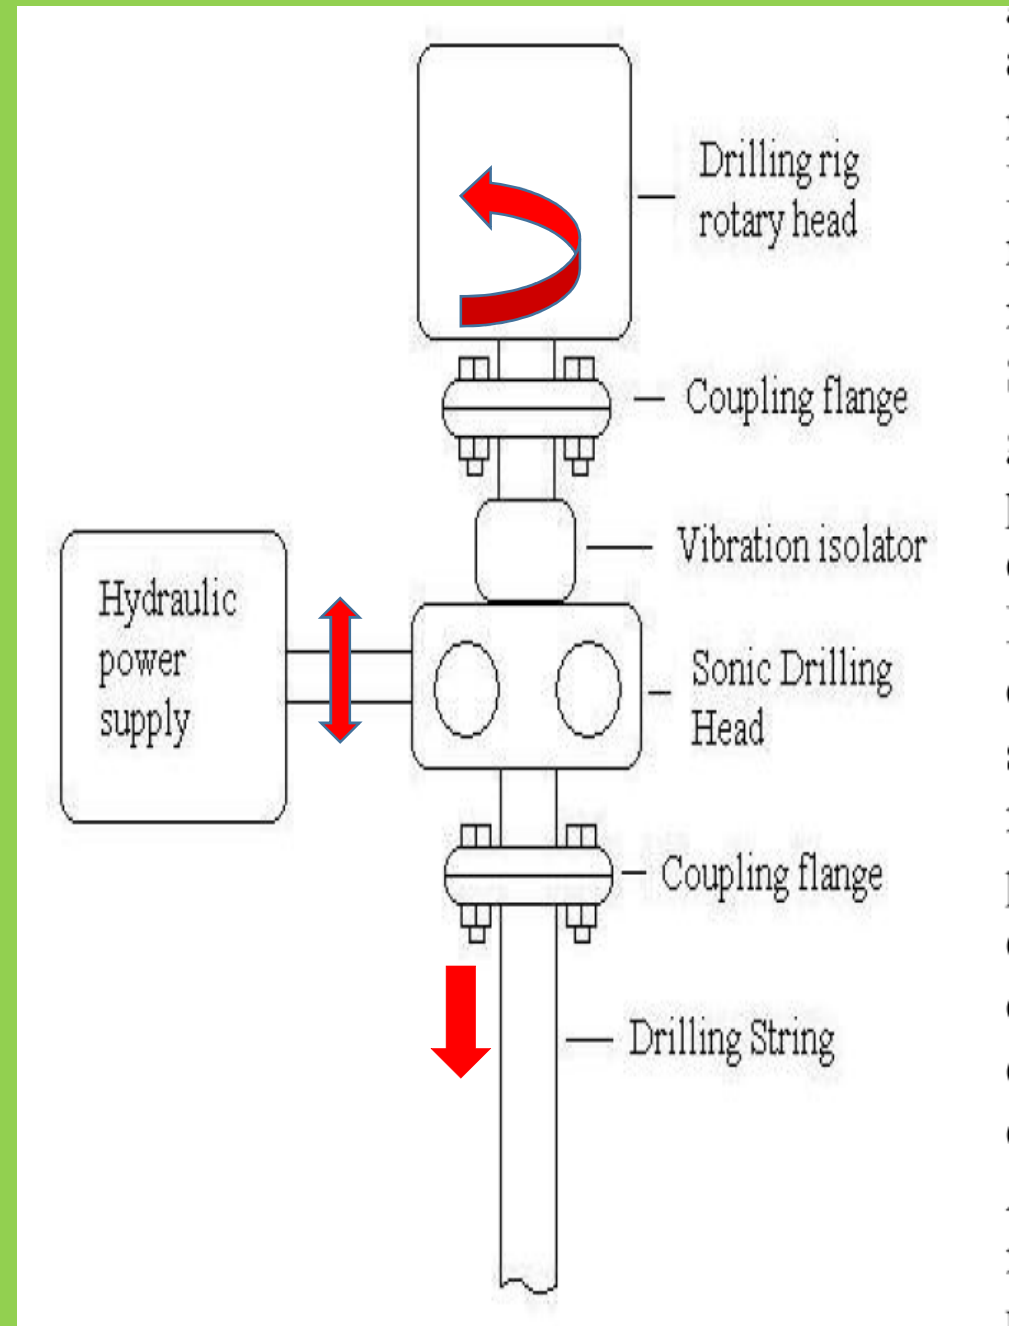 Drilling rig
rotary head
Coupling flange
Vibration isolator
Hydraulic
power
supply
Sonic Drilling
Head
Coupling flange
Drilling String